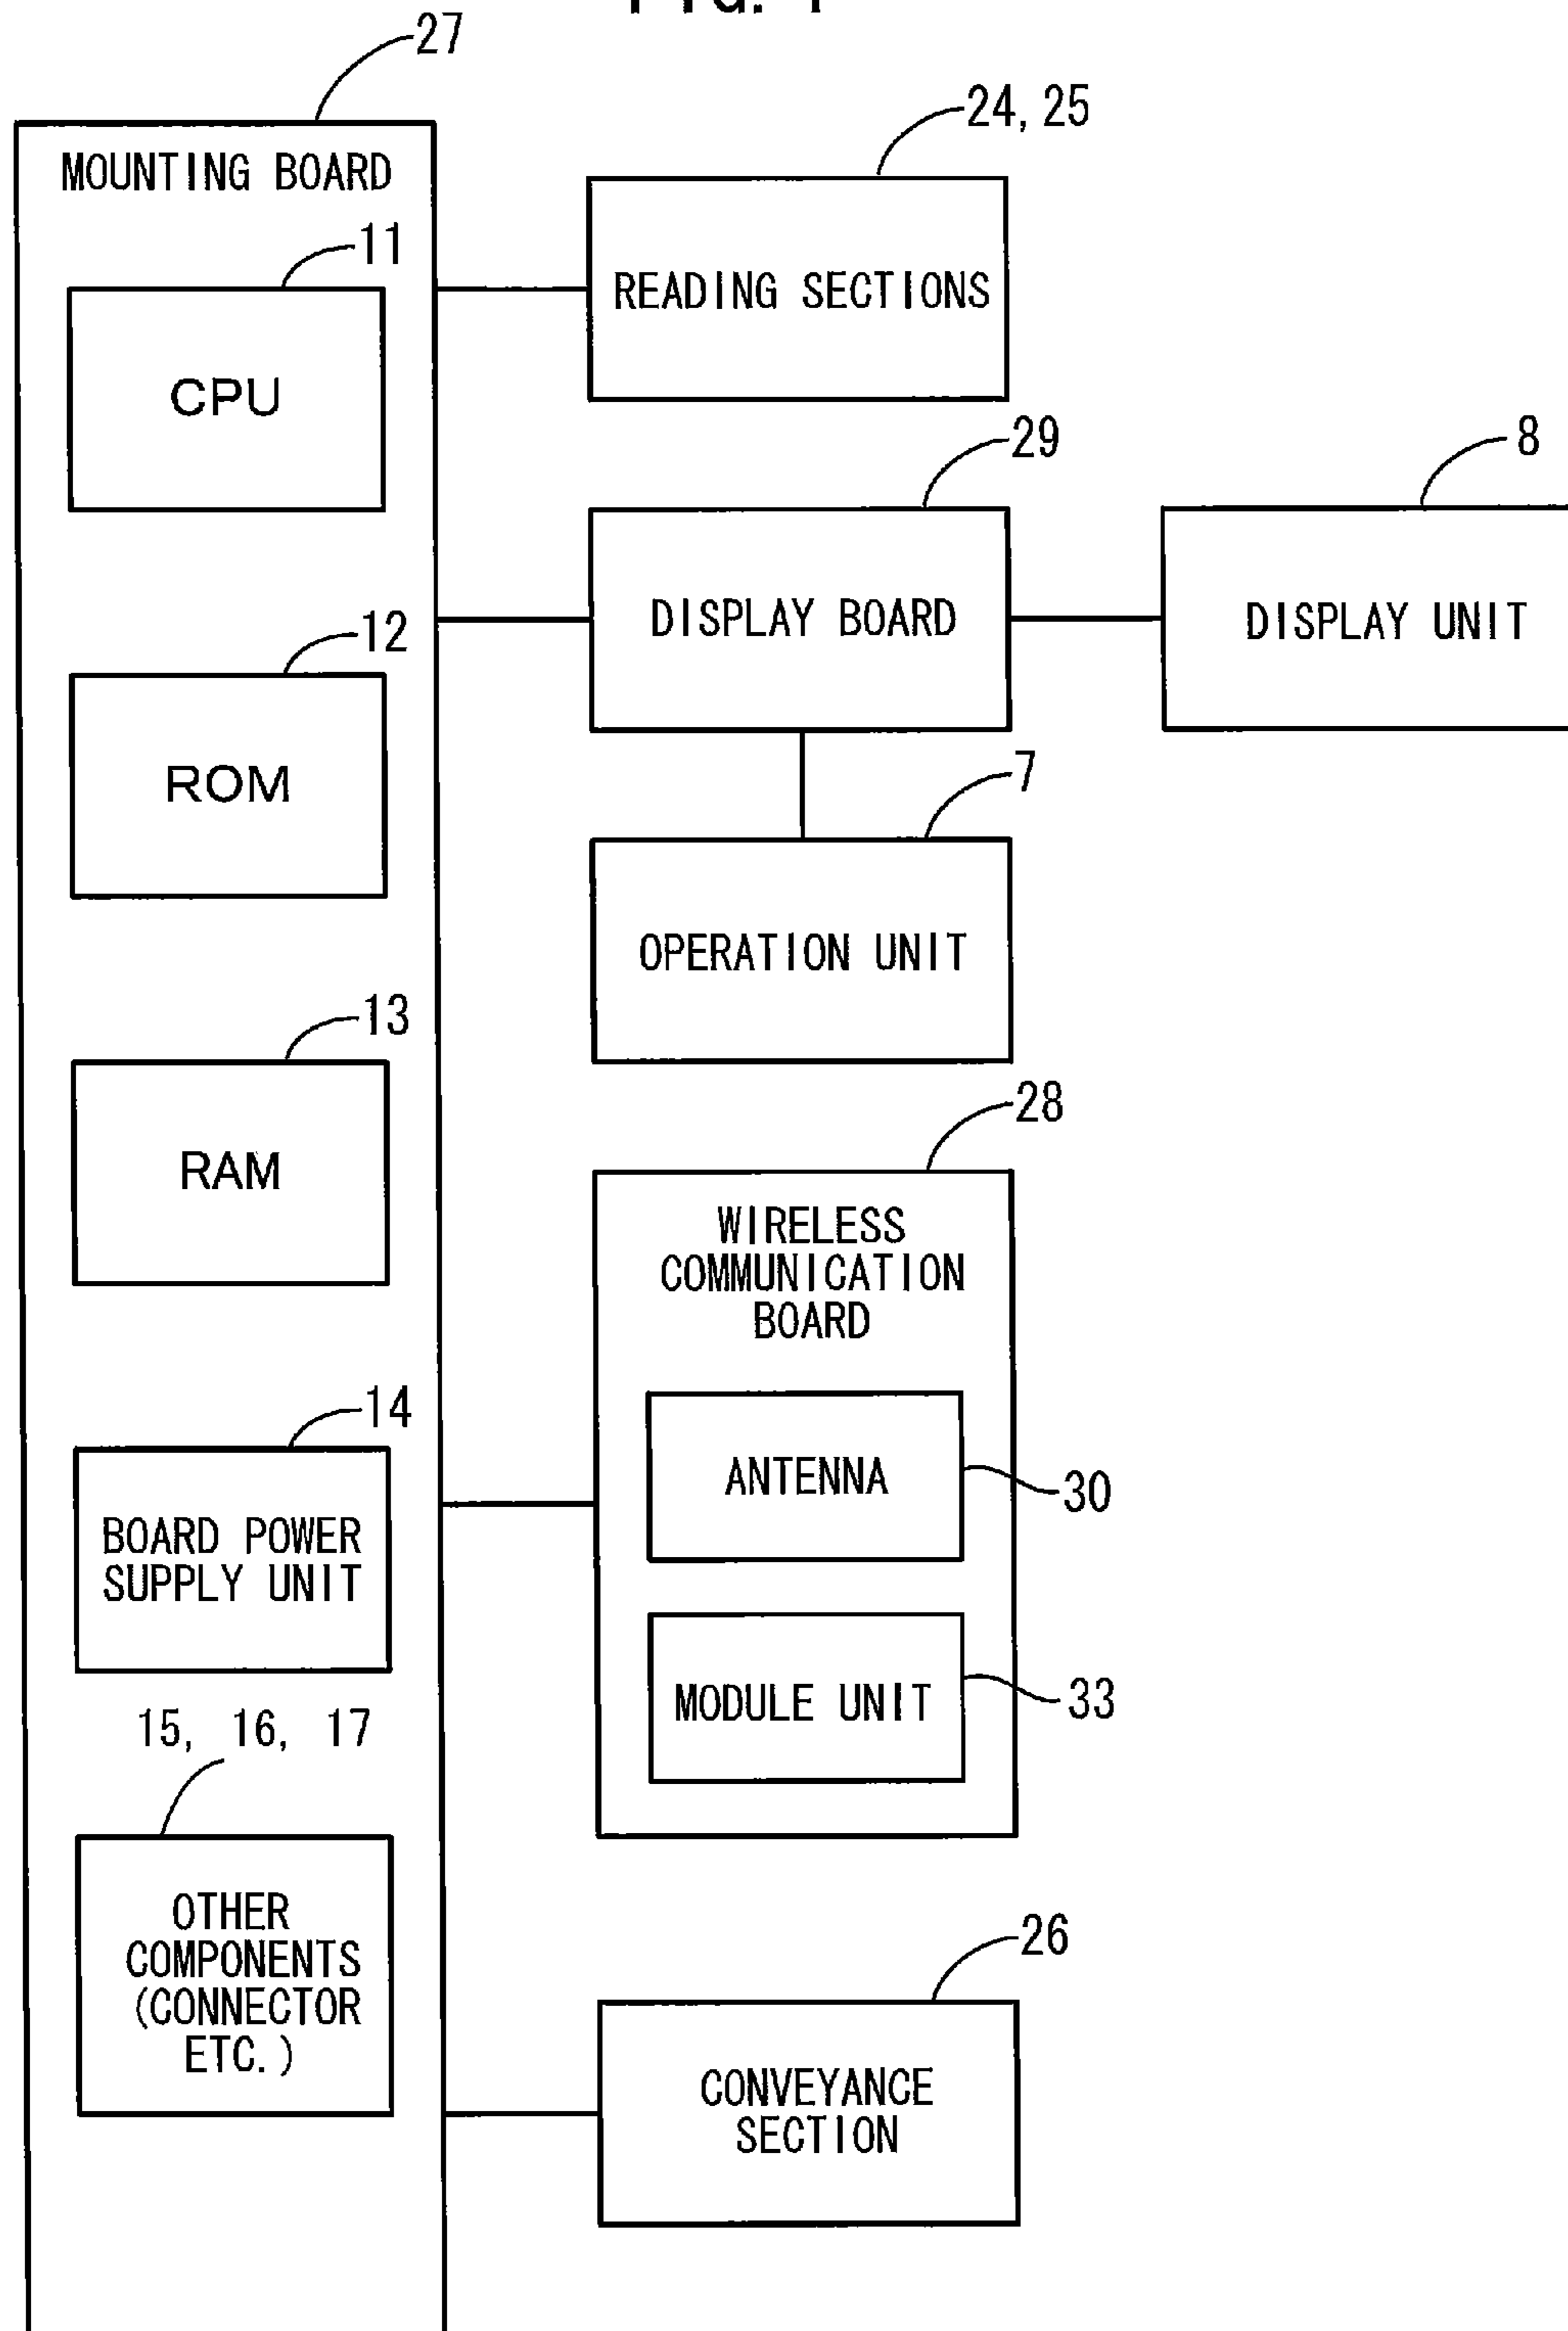 27
24, 25
MOUNTING BOARD
11
READING SECTIONS
CPU
29
8
DISPLAY BOARD
DISPLAY UNIT
12
ROM
7
OPERATION UNIT
13
RAM
28
WIRELESS
COMMUNICATION
BOARD
14
ANTENNA
30
BOARD POWER
SUPPLY UNIT
MODULE UNIT
33
15, 16, 17
OTHER
COMPONENTS
(CONNECTOR
ETC.)
26
CONVEYANCE
SECTION